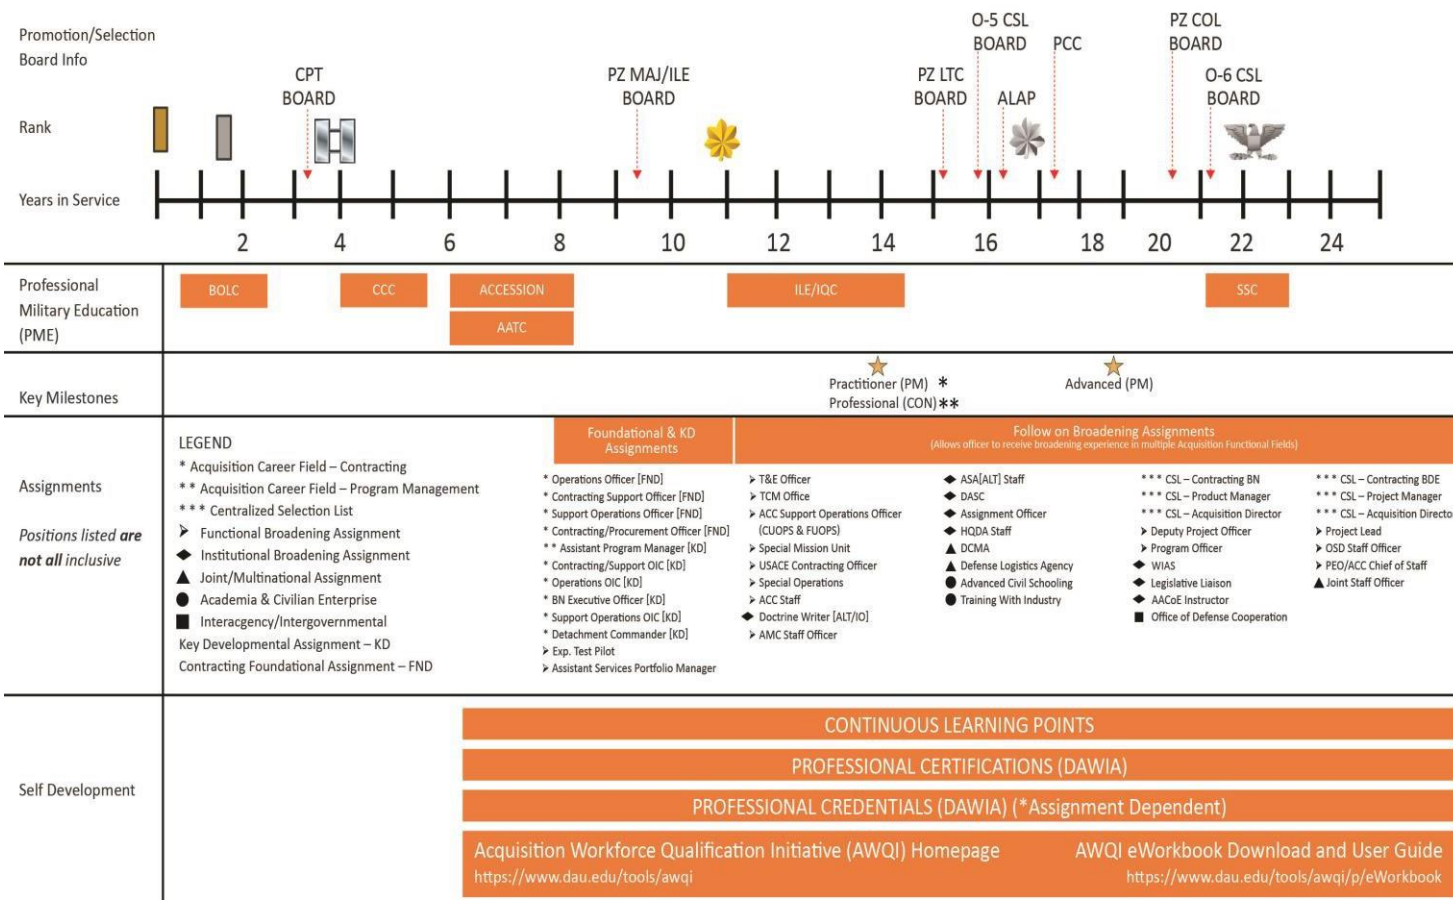 Promotion/Selection
Board Info
O-5 CSL
BOARD
PCC
PZ COL
BOARD
CPT
BOARD
PZ MAJ/ILE
BOARD
PZ LTC
BOARD
ALAP
O-6 CSL
BOARD
Rank
Years in Service
2 4 6 8 10 12 14 16 18 20 22 24
Professional
Military Education
(PME)
BOLC
CCC
ACCESSION
AATC
ILE/IQC
SSC
Key Milestones
Practitioner (PM) *
Professional (CON)**
Advanced (PM)
Assignments
Positions listed are
not all inclusive
LEGEND
* Acquisition Career Field – Contracting
* * Acquisition Career Field – Program Management
* * * Centralized Selection List
Functional Broadening Assignment
Institutional Broadening Assignment
Joint/Multinational Assignment
Academia & Civilian Enterprise
Interacgency/Intergovernmental
Key Developmental Assignment – KD
Contracting Foundational Assignment – FND
Foundational & KD
Assignments
* Operations Officer [FND]
* Contracting Support Officer [FND]
* Support Operations Officer [FND]
* Contracting/Procurement Officer [FND]
* * Assistant Program Manager [KD]
* Contracting/Support OIC [KD]
* Operations OIC [KD]
* BN Executive Officer [KD]
* Support Operations OIC [KD]
* Detachment Commander [KD]
Exp. Test Pilot
Assistant Services Portfolio Manager
Follow on Broadening Assignments
(Allows officer to receive broadening experience in multiple Acquisition Functional Fields)
T&E Officer
TCM Office
ACC Support Operations Officer
(CUOPS & FUOPS)
Special Mission Unit
USACE Contracting Officer
Special Operations
ACC Staff
Doctrine Writer [ALT/IO]
AMC Staff Officer
ASA[ALT] Staff
DASC
Assignment Officer
HQDA Staff
DCMA
Defense Logistics Agency
Advanced Civil Schooling
Training With Industry
* * * CSL – Contracting BN
* * * CSL – Product Manager
* * * CSL – Acquisition Director
Deputy Project Officer
Program Officer
WIAS
Legislative Liaison
AACoE Instructor
Office of Defense Cooperation
* * * CSL – Contracting BDE
* * * CSL – Project Manager
* * * CSL – Acquisition Director
Project Lead
OSD Staff Officer
PEO/ACC Chief of Staff
Joint Staff Officer
Self Development
CONTINUOUS LEARNING POINTS
PROFESSIONAL CERTIFICATIONS (DAWIA)
PROFESSIONAL CREDENTIALS (DAWIA) (*Assignment Dependent)
Acquisition Workforce Qualification Initiative (AWQI) Homepage
https://www.dau.edu/tools/awqi
AWQI eWorkbook Download and User Guide
https://www.dau.edu/tools/awqi/p/eWorkbook